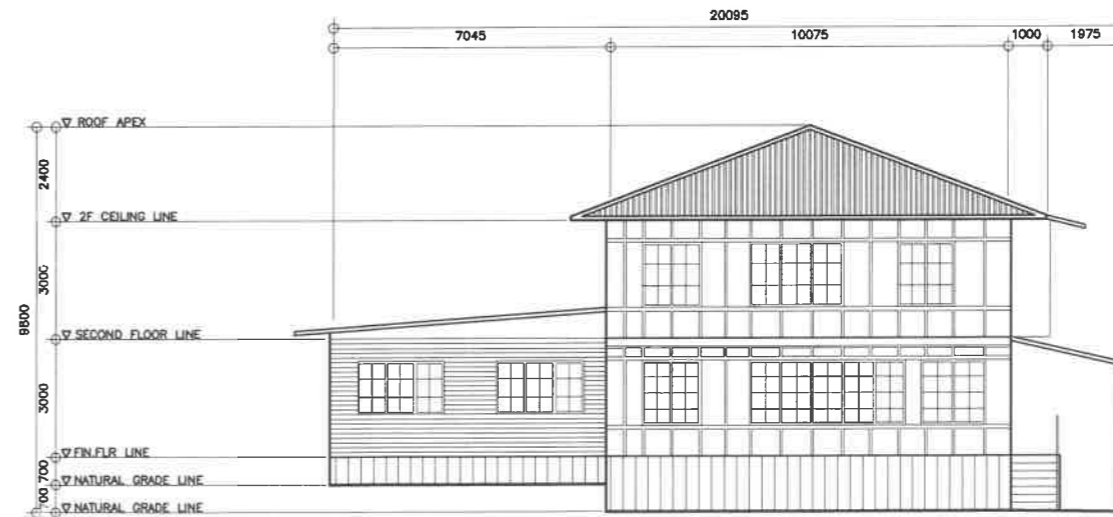 20095
7045 10075 1000 1975
▽ ROOF APEX
2400
▽ 2F CEILING LINE
3000
9800
▽ SECOND FLOOR LINE
3000
▽ FIN.FLR LINE
700
▽ NATURAL GRADE LINE
700
▽ NATURAL GRADE LINE